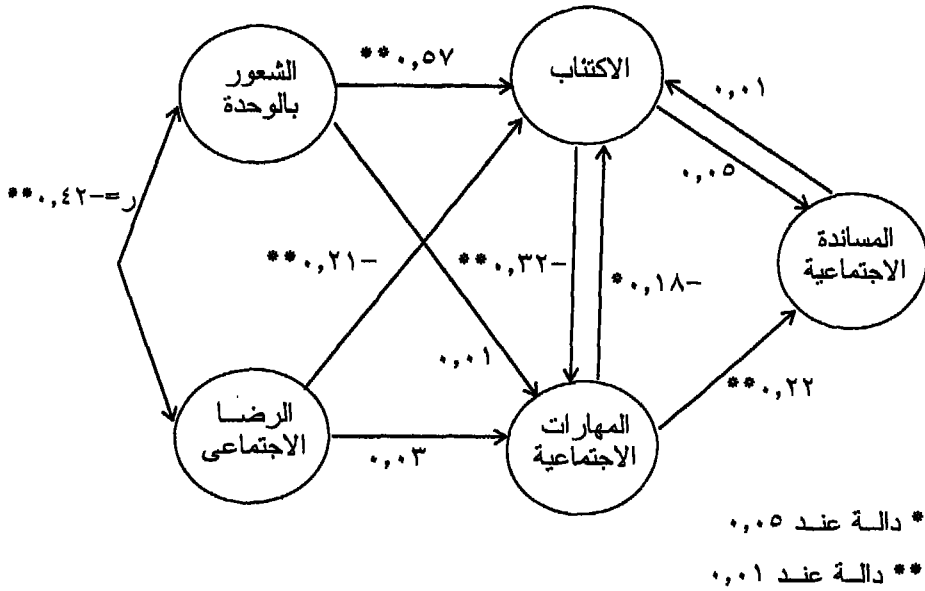 الشعور
بالوحدة
**٠,٥٧
الاكتئاب
٠,٠١
٠,٠٥
ر=-٠,٤٢**
**٠,٢١-
**٠,٣٢-
*٠,١٨-
المساندة
الاجتماعية
٠,٠١
**٠,٢٢
الرضا
الاجتماعى
٠,٠٣
المهارات
الاجتماعية
* دالة عند ٠,٠٥
** دالة عند ٠,٠١